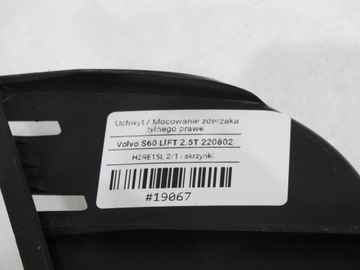 Uchwyt / Mocowanie zderzaka
tylnego prawe
Volvo S60 LIFT 2.5T 220802
H2RE15L 2/1 i skrzynki
#19067